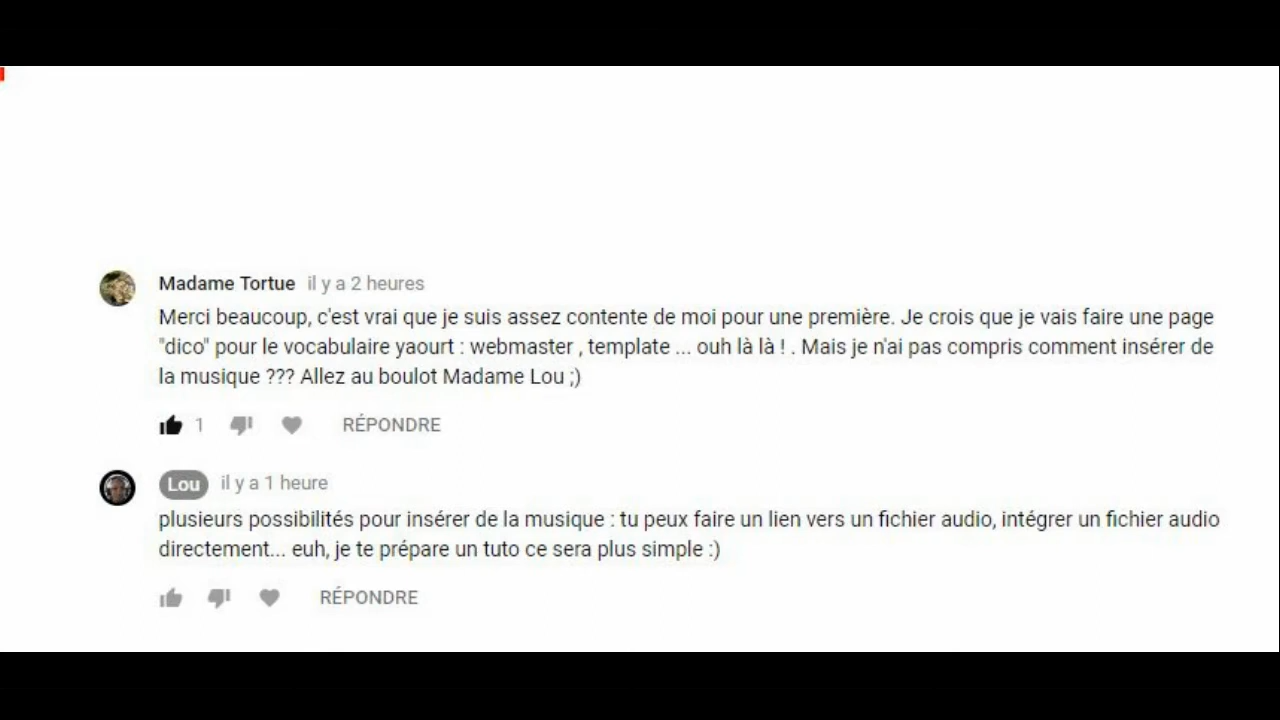 Madame Tortue il y a 2 heures
Merci beaucoup, c'est vrai que je suis assez contente de moi pour une première. Je crois que je vais faire une page
"dico" pour le vocabulaire yaourt : webmaster , template ... ouh là là ! . Mais je n'ai pas compris comment insérer de
la musique ??? Allez au boulot Madame Lou ;)
1 RÉPONDRE
Lou il y a 1 heure
plusieurs possibilités pour insérer de la musique : tu peux faire un lien vers un fichier audio, intégrer un fichier audio
directement... euh, je te prépare un tuto ce sera plus simple :)
RÉPONDRE